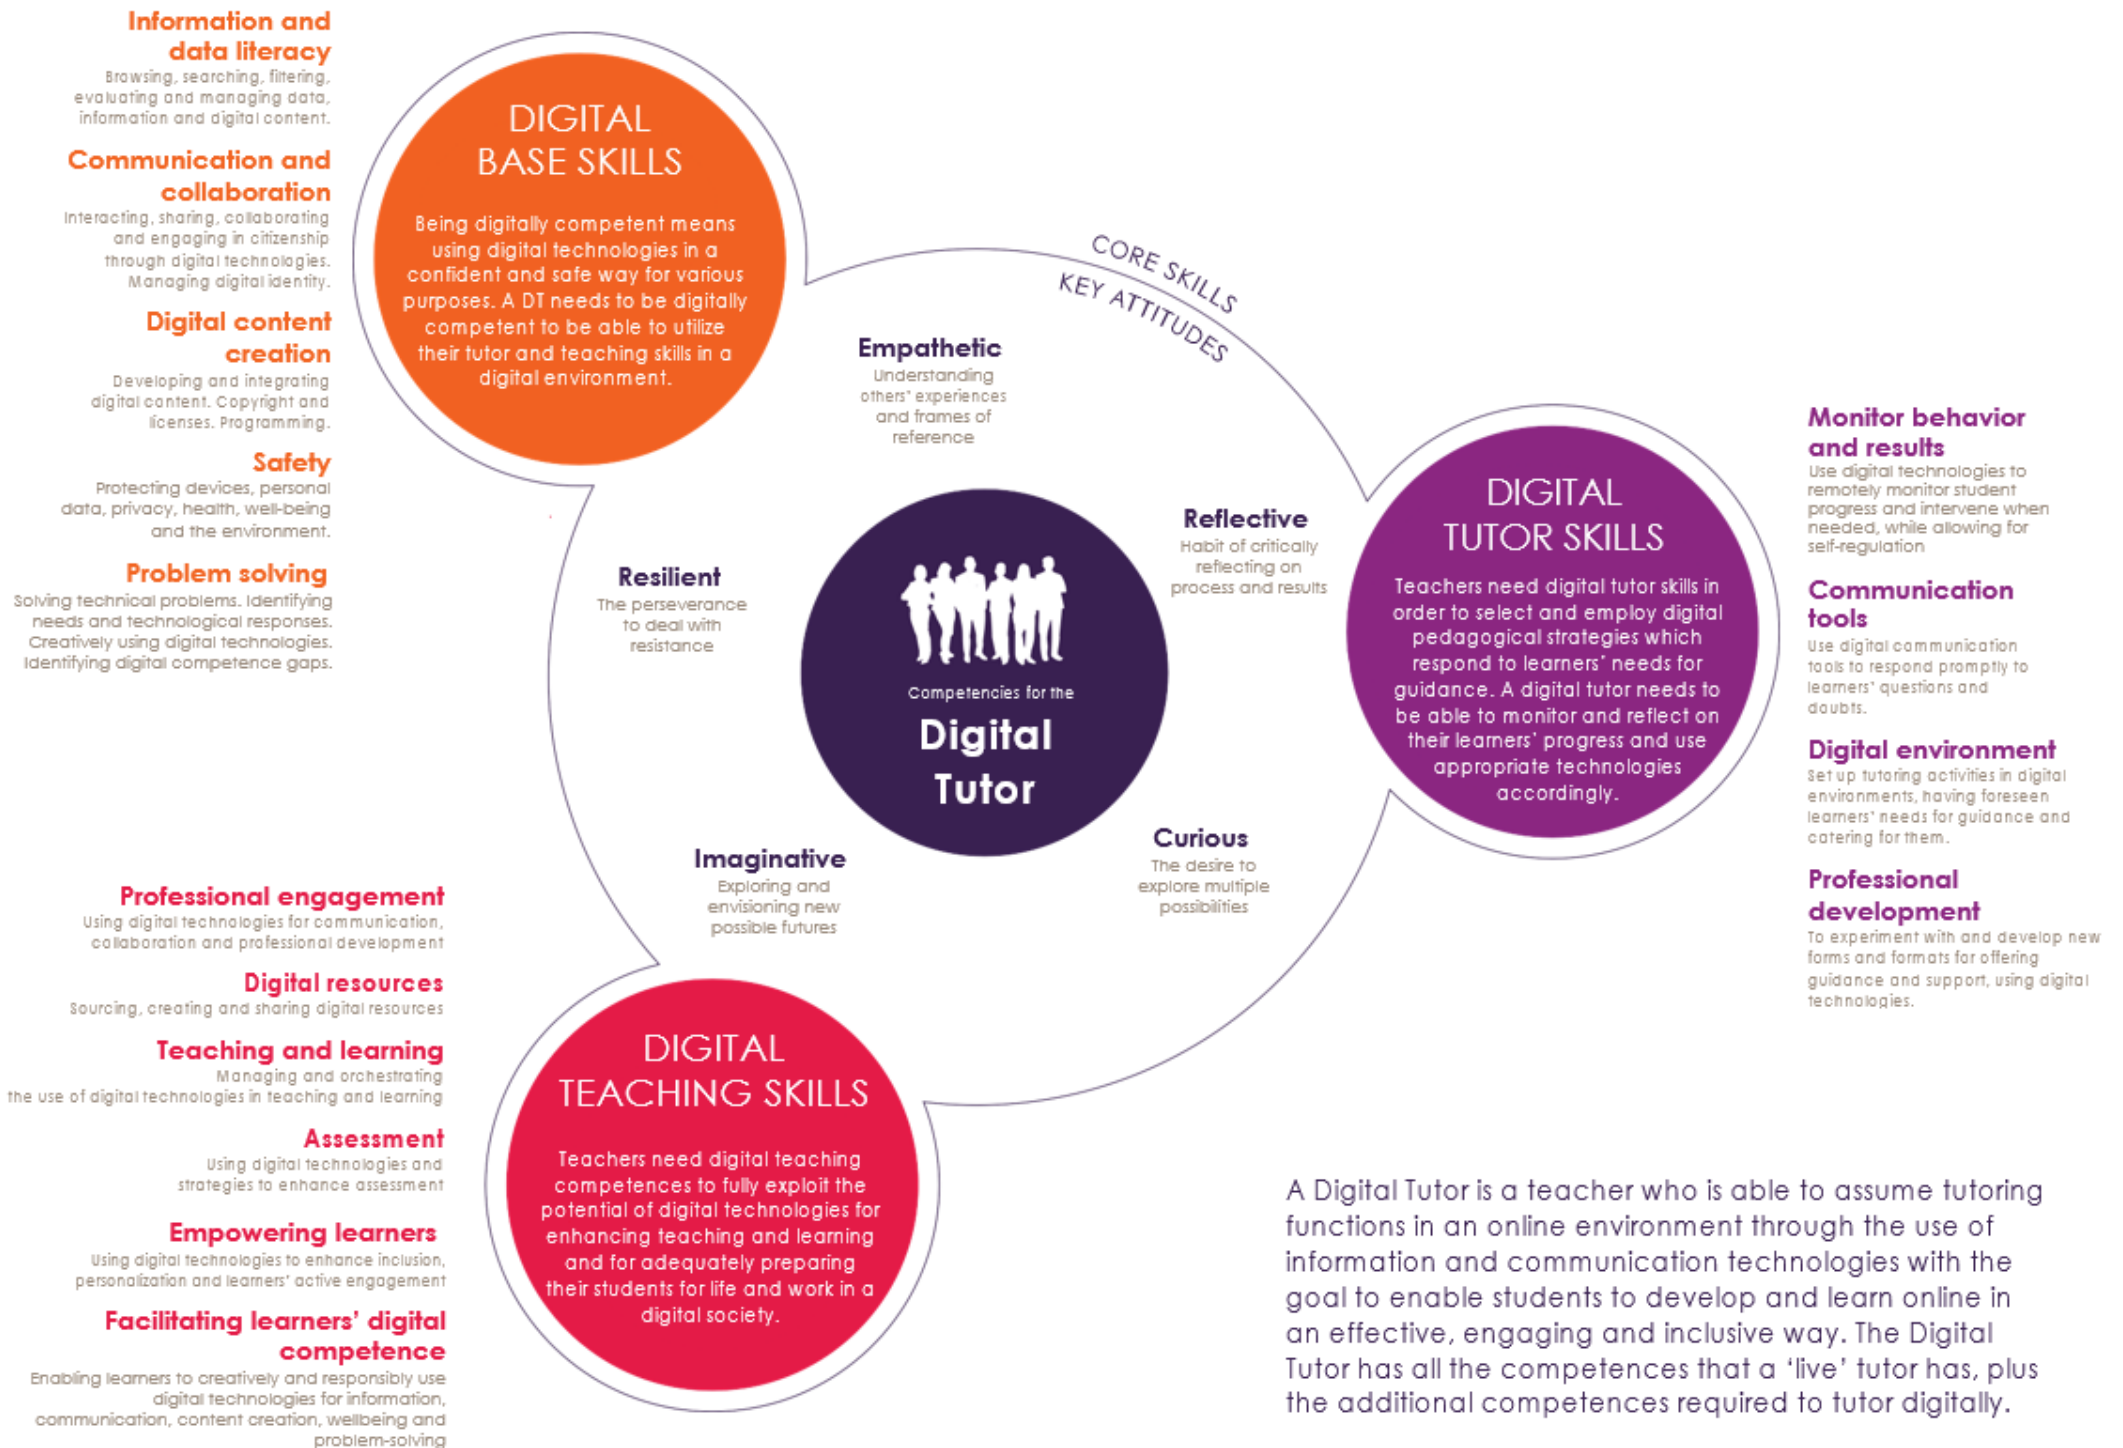 Information and
data literacy
Browsing, searching, filtering,
evaluating and managing data,
information and digital content.
Communication and
collaboration
Interacting, sharing, collaborating
and engaging in citizenship
through digital technologies.
Managing digital identity.
Digital content
creation
Developing and integrating
digital content. Copyright and
licenses. Programming.
Safety
Protecting devices, personal
data, privacy, health, well-being
and the environment.
Problem solving
Solving technical problems. Identifying
needs and technological responses.
Creatively using digital technologies.
Identifying digital competence gaps.
DIGITAL
BASE SKILLS
Being digitally competent means
using digital technologies in a
confident and safe way for various
purposes. A DT needs to be digitally
competent to be able to utilize
their tutor and teaching skills in a
digital environment.
CORE SKILLS
KEY ATTITUDES
Empathetic
Understanding
others' experiences
and frames of
reference
Reflective
Habit of critically
reflecting on
process and results
Resilient
The perseverance
to deal with
resistance
Competencies for the
Digital
Tutor
Imaginative
Exploring and
envisioning new
possible futures
Curious
The desire to
explore multiple
possibilities
DIGITAL
TUTOR SKILLS
Teachers need digital tutor skills in
order to select and employ digital
pedagogical strategies which
respond to learners' needs for
guidance. A digital tutor needs to
be able to monitor and reflect on
their learners' progress and use
appropriate technologies
accordingly.
Monitor behavior
and results
Use digital technologies to
remotely monitor student
progress and intervene when
needed, while allowing for
self-regulation
Communication
tools
Use digital communication
tools to respond promptly to
learners' questions and
doubts.
Digital environment
Set up tutoring activities in digital
environments, having foreseen
learners' needs for guidance and
catering for them.
Professional
development
To experiment with and develop new
forms and formats for offering
guidance and support, using digital
technologies.
Professional engagement
Using digital technologies for communication,
collaboration and professional development
Digital resources
Sourcing, creating and sharing digital resources
Teaching and learning
Managing and orchestrating
the use of digital technologies in teaching and learning
Assessment
Using digital technologies and
strategies to enhance assessment
Empowering learners
Using digital technologies to enhance inclusion,
personalization and learners' active engagement
Facilitating learners' digital
competence
Enabling learners to creatively and responsibly use
digital technologies for information,
communication, content creation, wellbeing and
problem-solving
DIGITAL
TEACHING SKILLS
Teachers need digital teaching
competences to fully exploit the
potential of digital technologies for
enhancing teaching and learning
and for adequately preparing
their students for life and work in a
digital society.
A Digital Tutor is a teacher who is able to assume tutoring
functions in an online environment through the use of
information and communication technologies with the
goal to enable students to develop and learn online in
an effective, engaging and inclusive way. The Digital
Tutor has all the competences that a 'live' tutor has, plus
the additional competences required to tutor digitally.